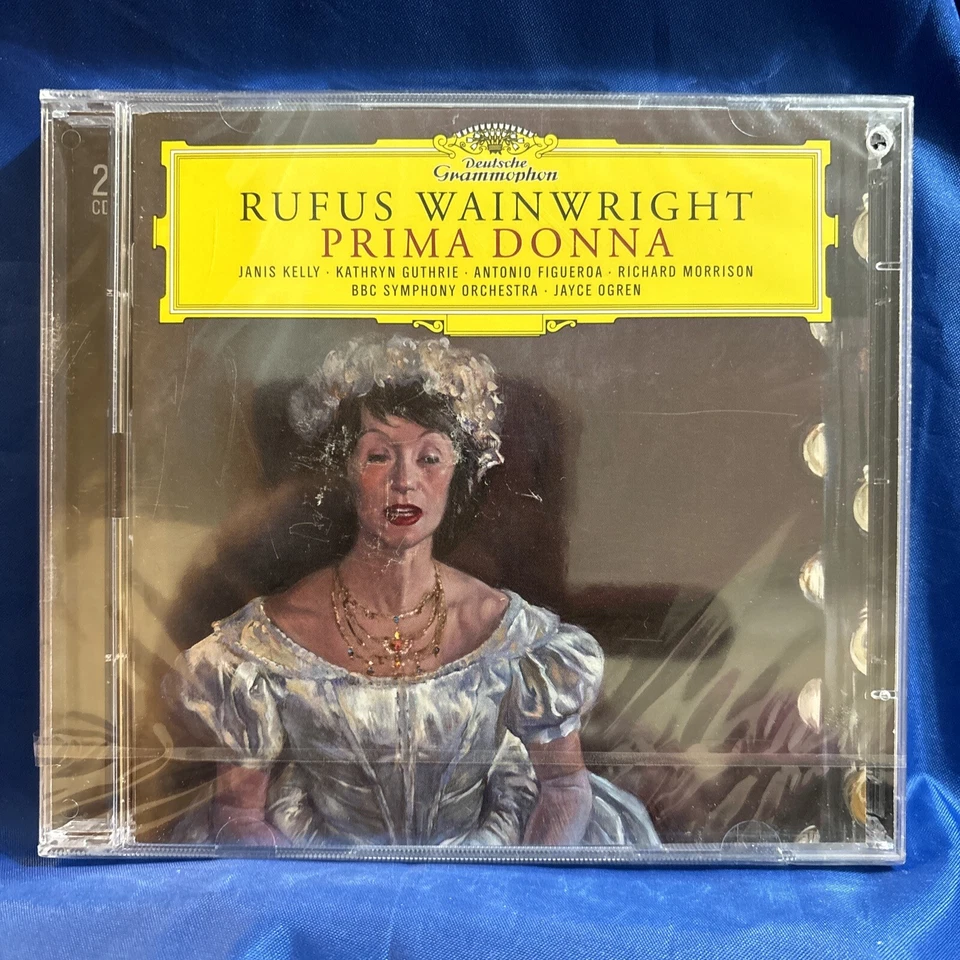 2
CD
Deutsche
Grammophon
RUFUS WAINWRIGHT
PRIMA DONNA
JANIS KELLY · KATHRYN GUTHRIE · ANTONIO FIGUEROA · RICHARD MORRISON
BBC SYMPHONY ORCHESTRA · JAYCE OGREN